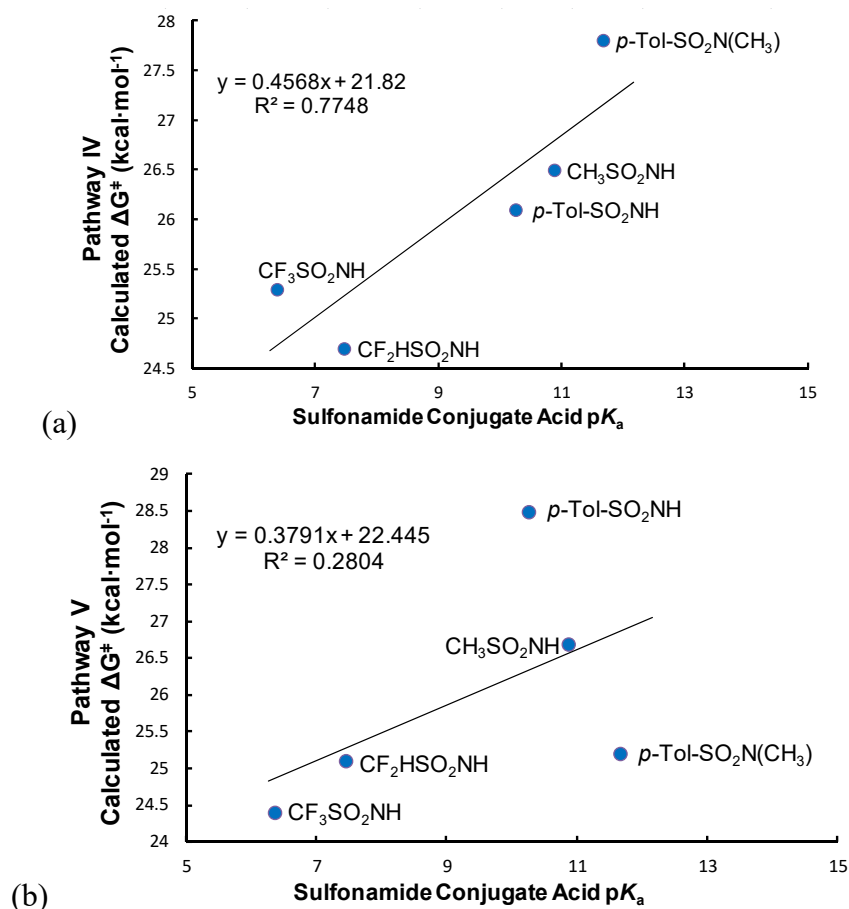 28
27.5
27
26.5
26
25.5
25
24.5
Pathway IV
Calculated ΔG‡ (kcal·mol-1)
y = 0.4568x + 21.82
R² = 0.7748
p-Tol-SO2N(CH3)
CH3SO2NH
p-Tol-SO2NH
CF3SO2NH
CF2HSO2NH
5 7 9 11 13 15
Sulfonamide Conjugate Acid pKa
(a)
29
28.5
28
27.5
27
26.5
26
25.5
25
24.5
24
Pathway V
Calculated ΔG‡ (kcal·mol-1)
y = 0.3791x + 22.445
R² = 0.2804
p-Tol-SO2NH
CH3SO2NH
p-Tol-SO2N(CH3)
CF2HSO2NH
CF3SO2NH
5 7 9 11 13 15
Sulfonamide Conjugate Acid pKa
(b)